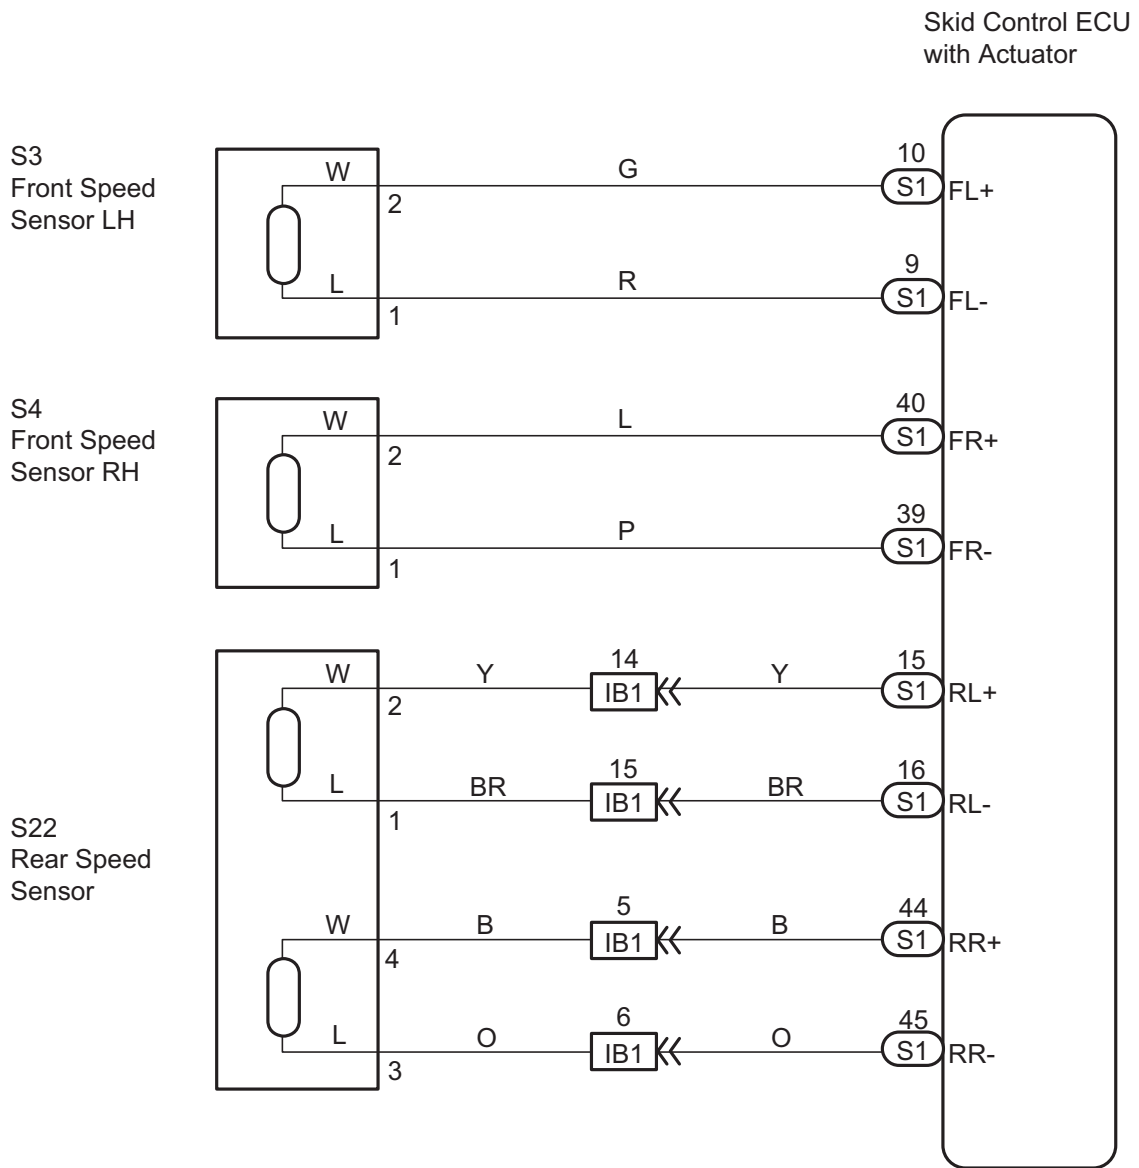 Skid Control ECU
with Actuator
S3
Front Speed
Sensor LH
W
2
G
10
S1
FL+
L
1
R
9
S1
FL-
S4
Front Speed
Sensor RH
W
2
L
40
S1
FR+
L
1
P
39
S1
FR-
S22
Rear Speed
Sensor
W
2
Y
14
IB1
Y
15
S1
RL+
L
1
BR
15
IB1
BR
16
S1
RL-
W
4
B
5
IB1
B
44
S1
RR+
L
3
O
6
IB1
O
45
S1
RR-